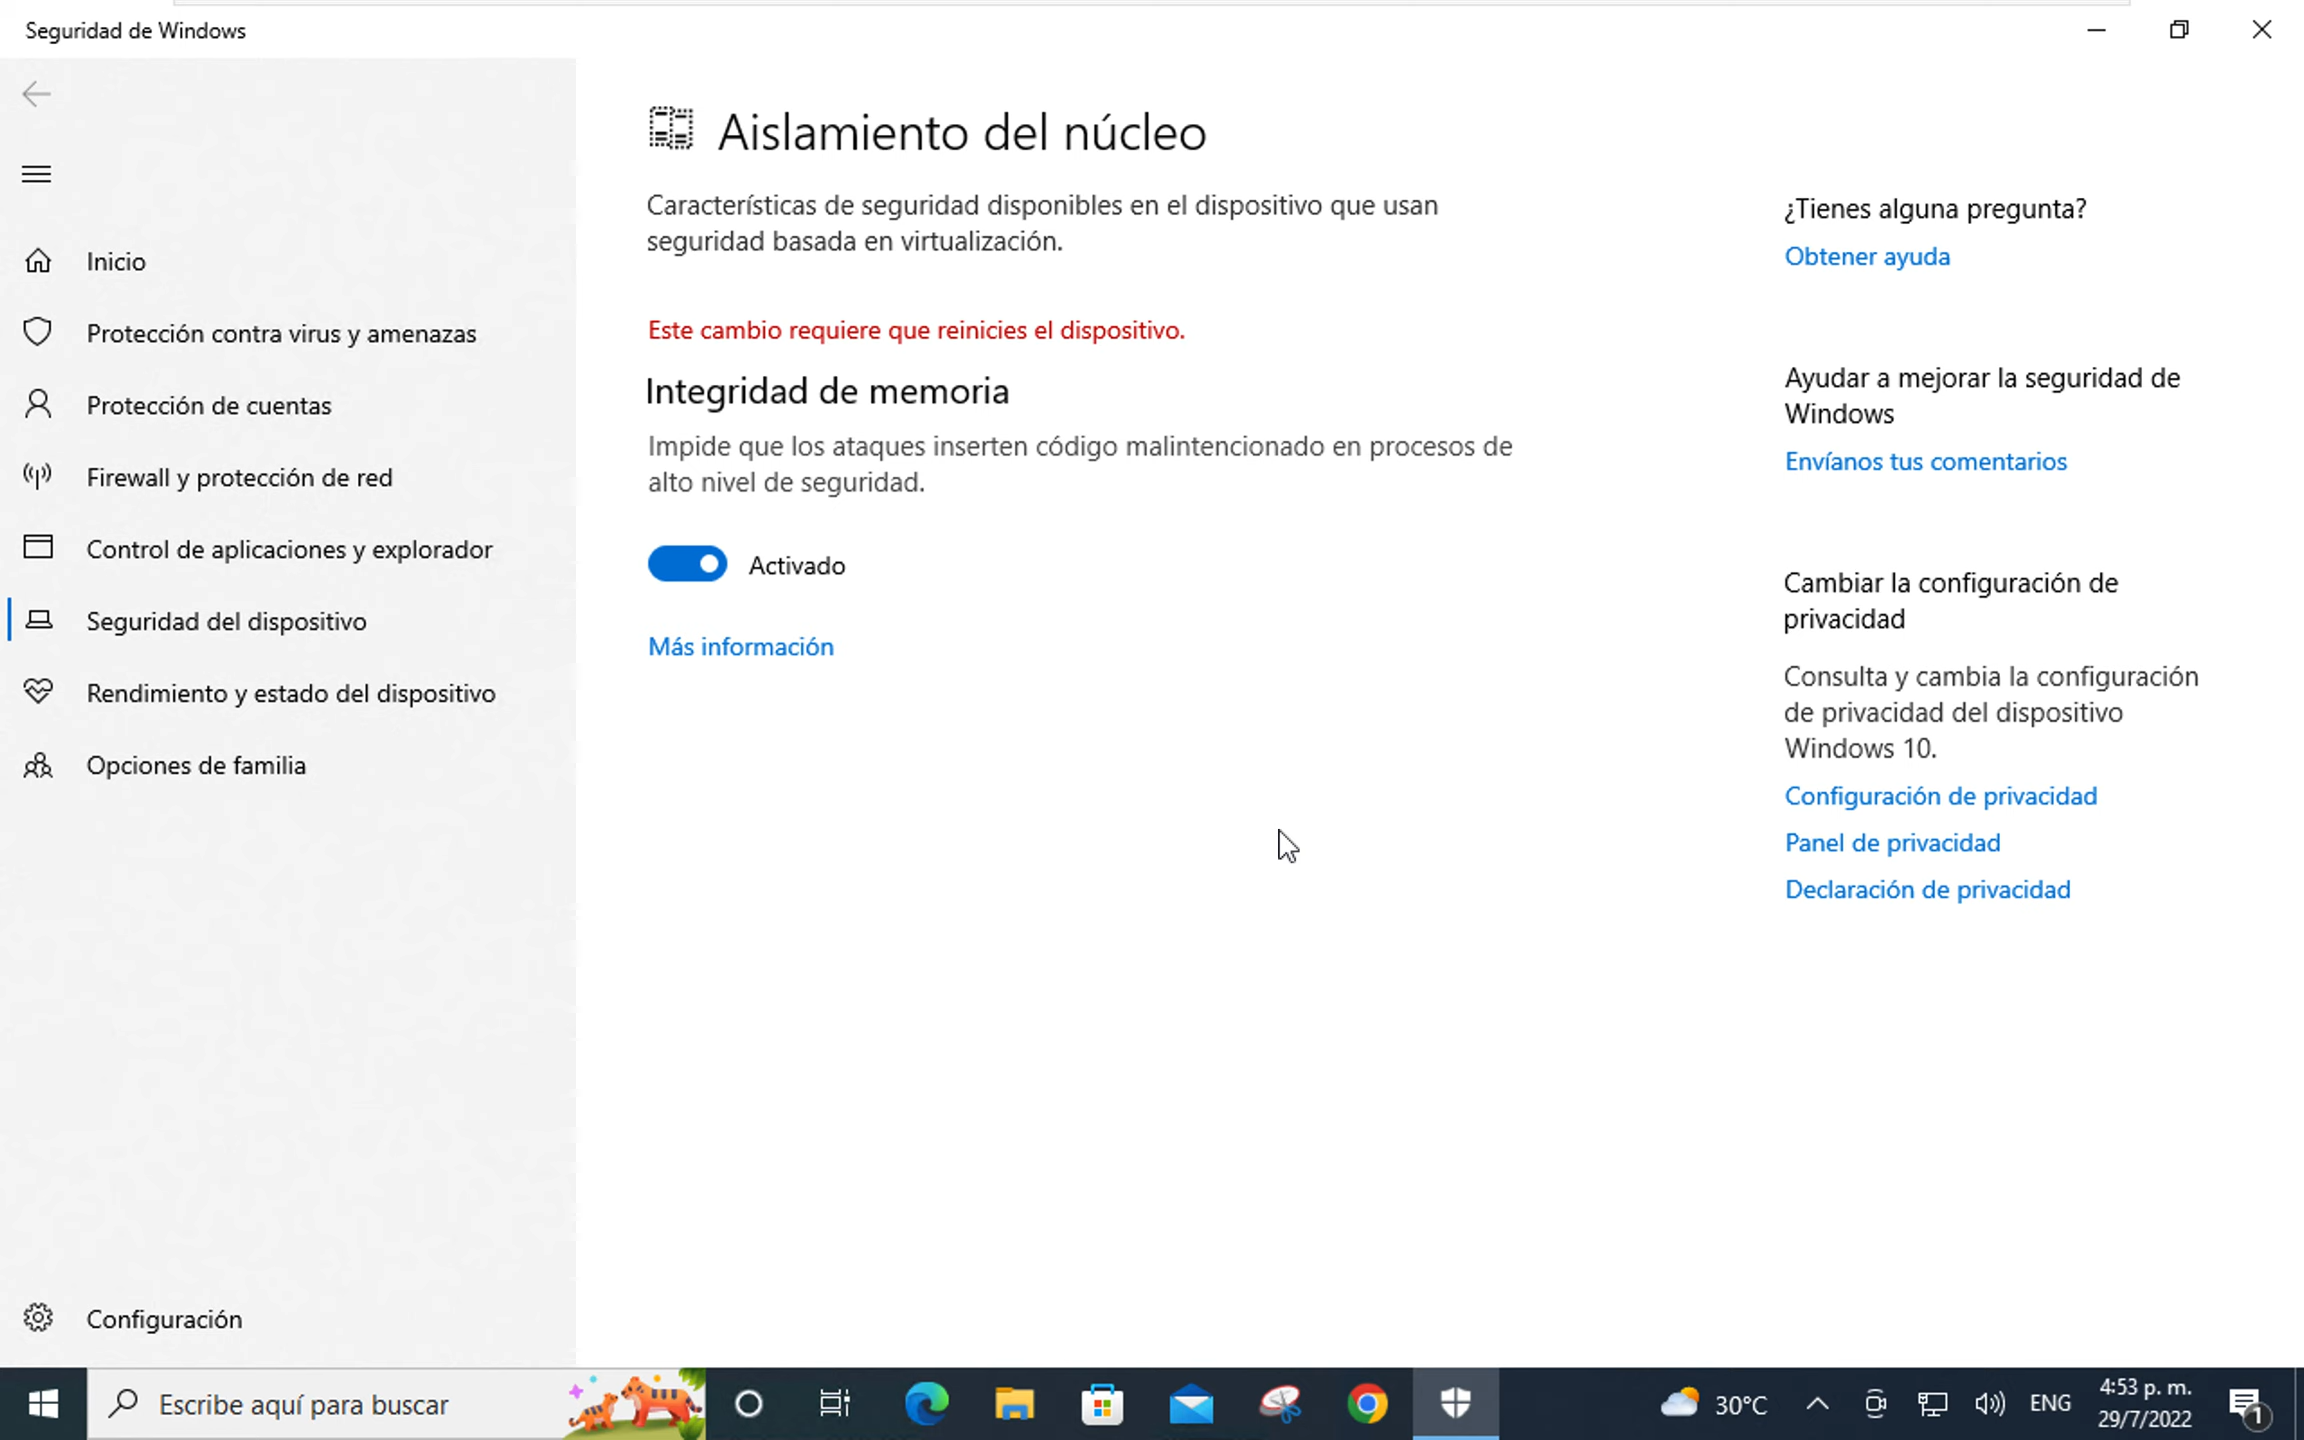 Seguridad de Windows
Inicio
Protección contra virus y amenazas
Protección de cuentas
Firewall y protección de red
Control de aplicaciones y explorador
Seguridad del dispositivo
Rendimiento y estado del dispositivo
Opciones de familia
Configuración
Aislamiento del núcleo
Características de seguridad disponibles en el dispositivo que usan
seguridad basada en virtualización.
Este cambio requiere que reinicies el dispositivo.
Integridad de memoria
Impide que los ataques inserten código malintencionado en procesos de
alto nivel de seguridad.
Activado
Más información
¿Tienes alguna pregunta?
Obtener ayuda
Ayudar a mejorar la seguridad de
Windows
Envíanos tus comentarios
Cambiar la configuración de
privacidad
Consulta y cambia la configuración
de privacidad del dispositivo
Windows 10.
Configuración de privacidad
Panel de privacidad
Declaración de privacidad
Escribe aquí para buscar
30°C
ENG
4:53 p. m.
29/7/2022
1